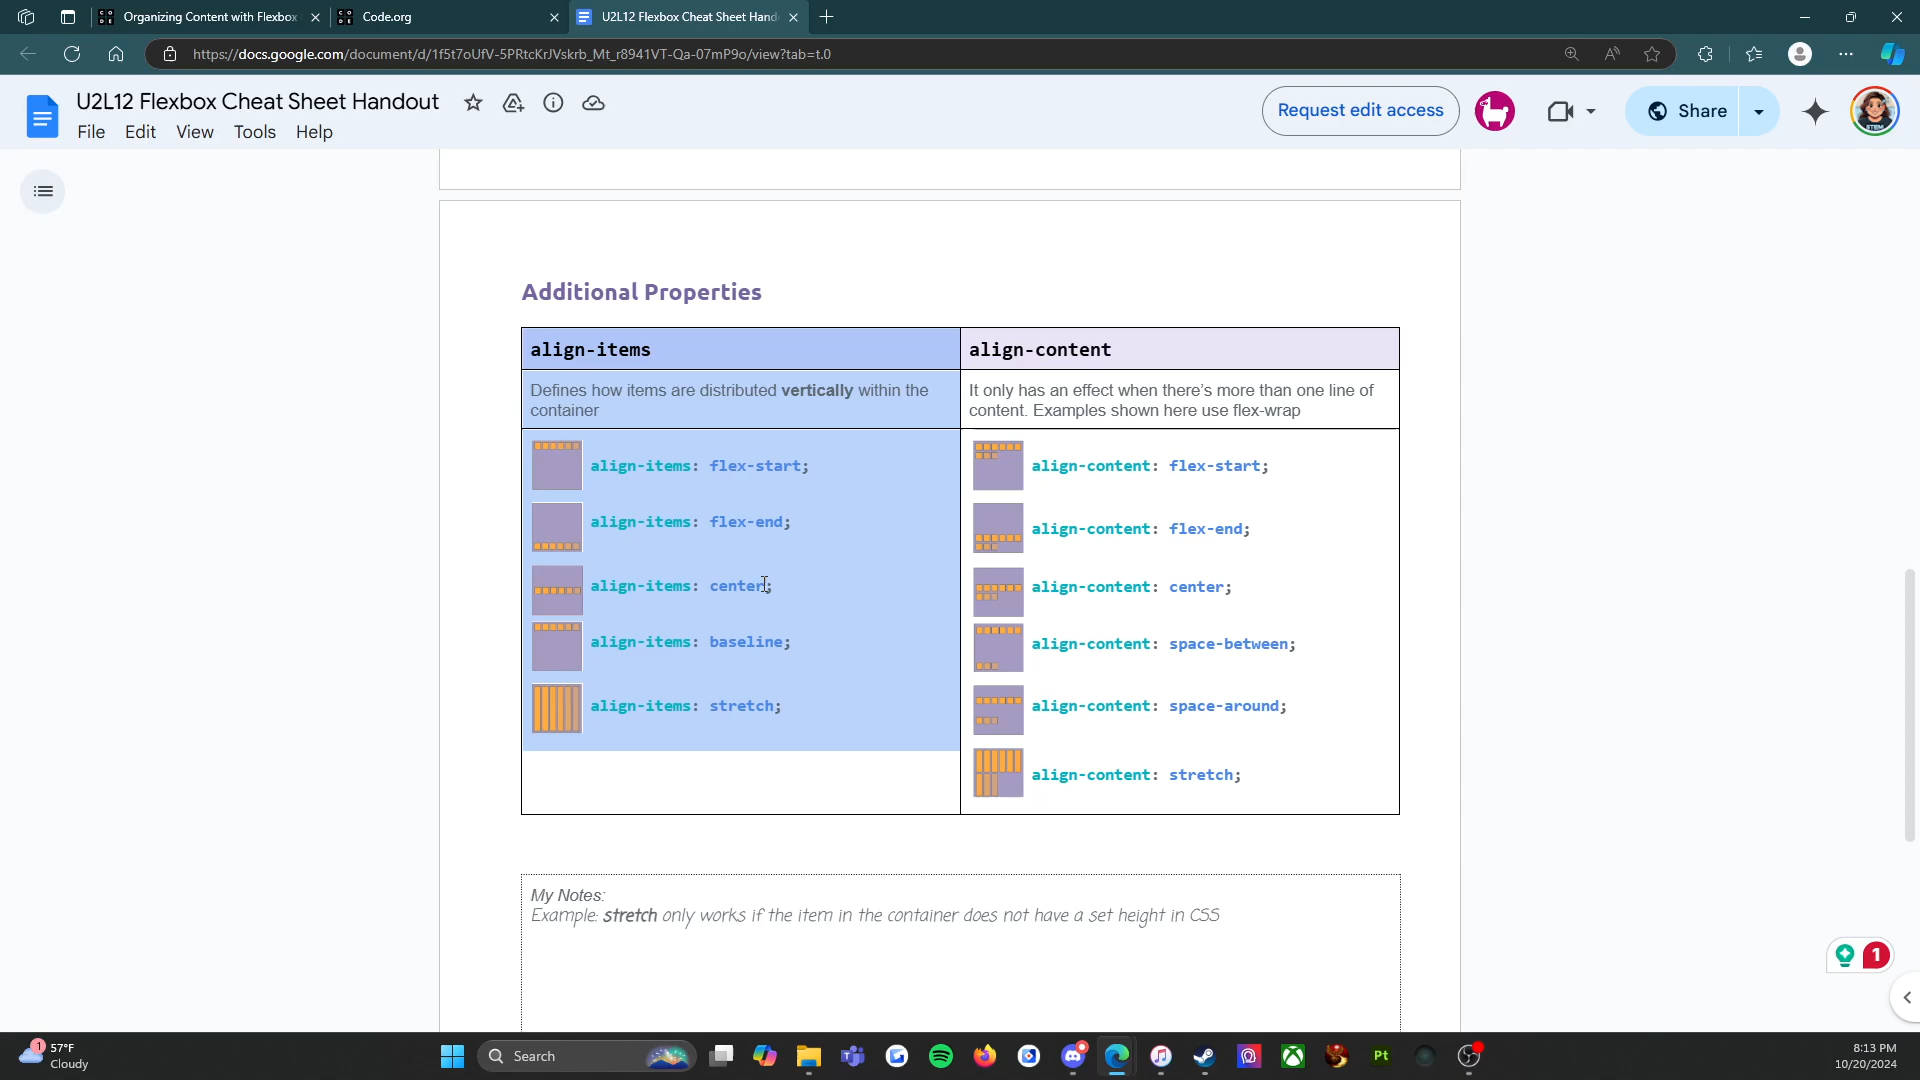 Organizing Content with Flexbox
Code.org
U2L12 Flexbox Cheat Sheet Hand
https://docs.google.com/document/d/1f5t7oUfV-5PRtcKrJVskrb_Mt_r8941VT-Qa-07mP9o/view?tab=t.0
U2L12 Flexbox Cheat Sheet Handout
Request edit access
Share
File Edit View Tools Help
Additional Properties
align-items
align-content
Defines how items are distributed vertically within the
container
It only has an effect when there's more than one line of
content. Examples shown here use flex-wrap
align-items: flex-start;
align-items: flex-end;
align-items: center;
align-items: baseline;
align-items: stretch;
align-content: flex-start;
align-content: flex-end;
align-content: center;
align-content: space-between;
align-content: space-around;
align-content: stretch;
My Notes:
Example: stretch only works if the item in the container does not have a set height in CSS
1
1
57°F
Cloudy
Search
Pt
8:13 PM
10/20/2024